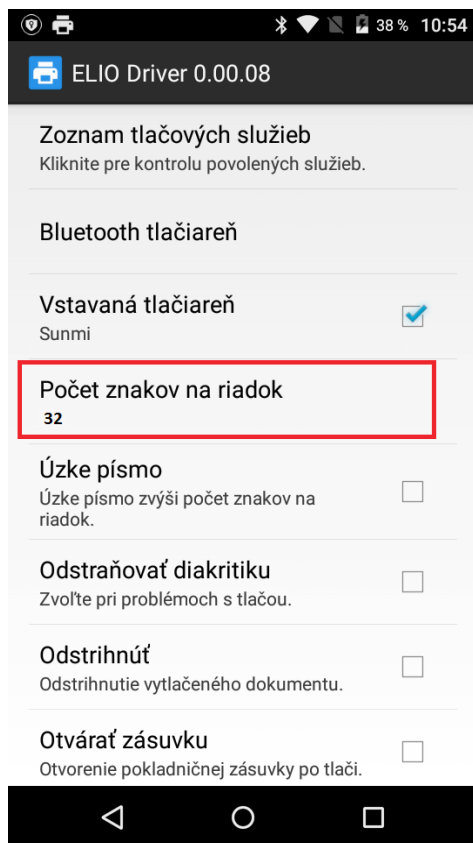 38 % 10:54
ELIO Driver 0.00.08
Zoznam tlačových služieb
Kliknite pre kontrolu povolených služieb.
Bluetooth tlačiareň
Vstavaná tlačiareň
Sunmi
Počet znakov na riadok
32
Úzke písmo
Úzke písmo zvýši počet znakov na
riadok.
Odstraňovať diakritiku
Zvoľte pri problémoch s tlačou.
Odstrihnúť
Odstrihnutie vytlačeného dokumentu.
Otvárať zásuvku
Otvorenie pokladničnej zásuvky po tlači.